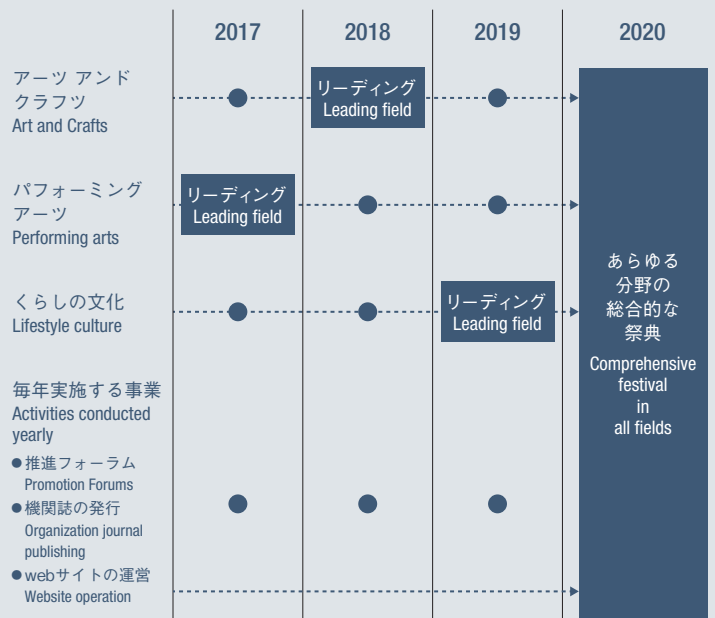 2017 2018 2019 2020
アーツ アンド
クラフツ
Art and Crafts
リーディング
Leading field
パフォーミング
アーツ
Performing arts
リーディング
Leading field
くらしの文化
Lifestyle culture
リーディング
Leading field
毎年実施する事業
Activities conducted
yearly
●推進フォーラム
Promotion Forums
●機関誌の発行
Organization journal
publishing
●webサイトの運営
Website operation
あらゆる
分野の
総合的な
祭典
Comprehensive
festival
in
all fields